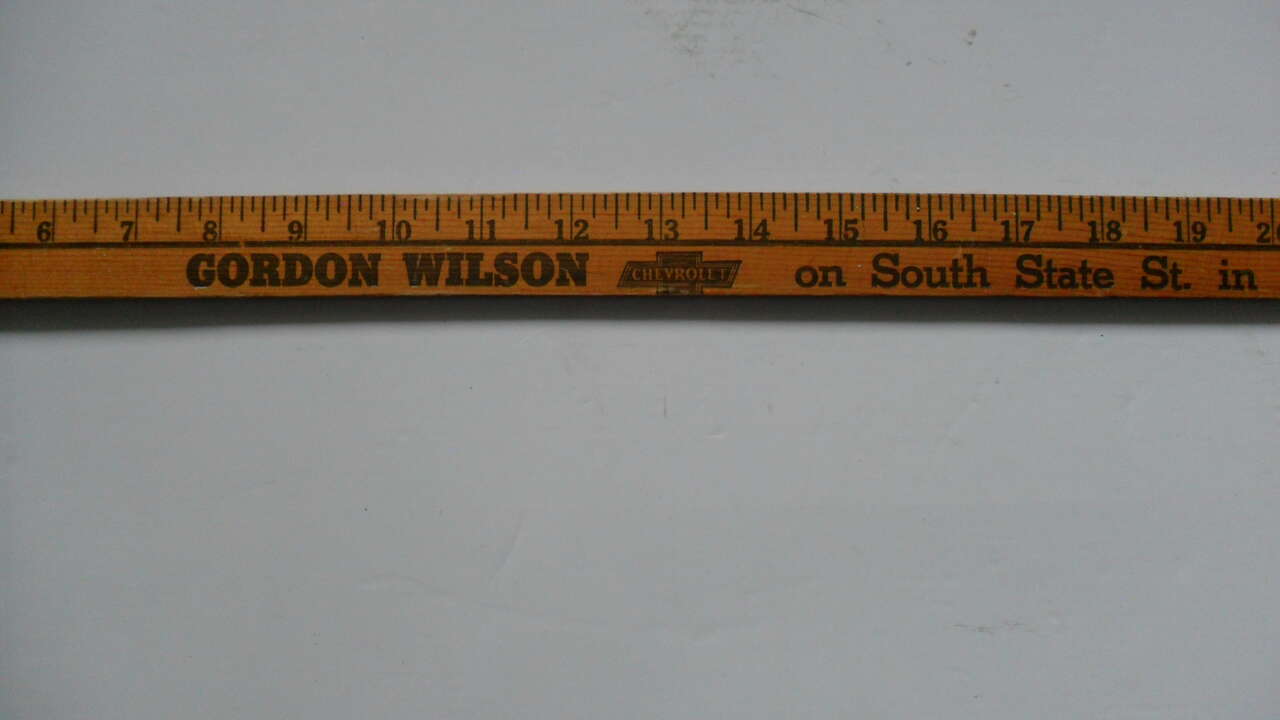 6 7 8 9 10 11 12 13 14 15 16 17 18 19
GORDON WILSON CHEVROLET on South State St. in